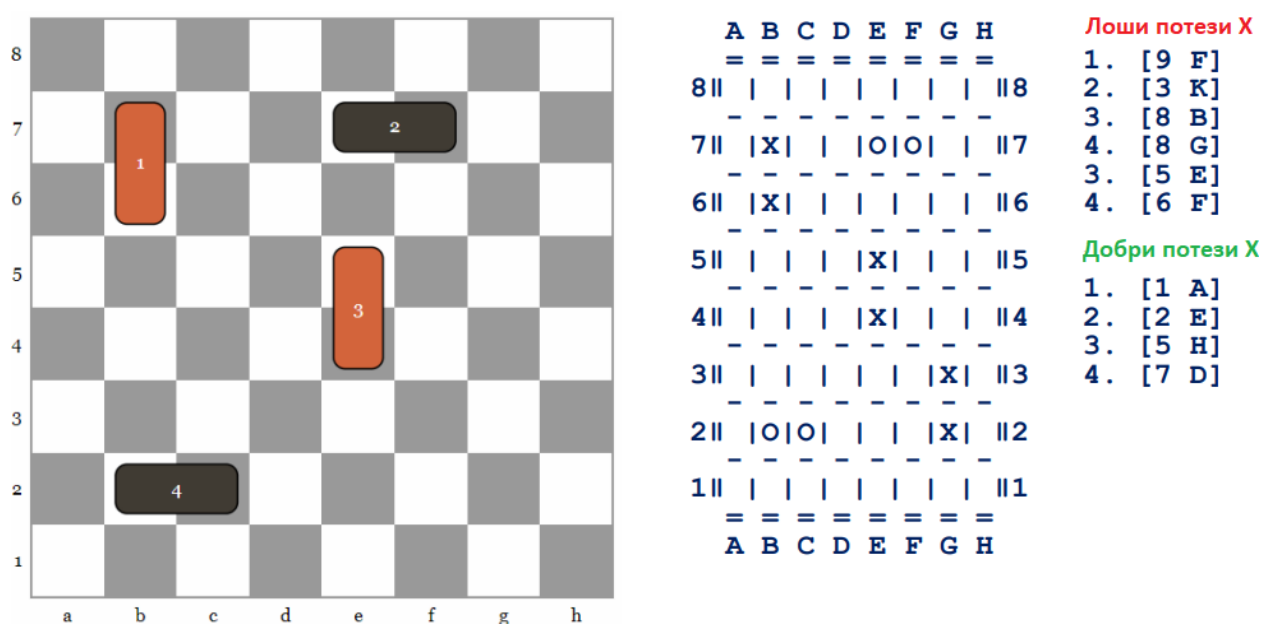 8
7
6
5
4
3
2
1
a b c d e f g h
1
2
3
4
A B C D E F G H
= = = = = = = =
8‖ | | | | | | | ‖8
- - - - - - - -
7‖ |X| | |O|O| | ‖7
- - - - - - - -
6‖ |X| | | | | | ‖6
- - - - - - - -
5‖ | | | |X| | | ‖5
- - - - - - - -
4‖ | | | |X| | | ‖4
- - - - - - - -
3‖ | | | | | |X| ‖3
- - - - - - - -
2‖ |O|O| | | |X| ‖2
- - - - - - - -
1‖ | | | | | | | ‖1
= = = = = = = =
A B C D E F G H
Лоши потези X
1. [9 F]
2. [3 K]
3. [8 B]
4. [8 G]
3. [5 E]
4. [6 F]
Добри потези X
1. [1 A]
2. [2 E]
3. [5 H]
4. [7 D]